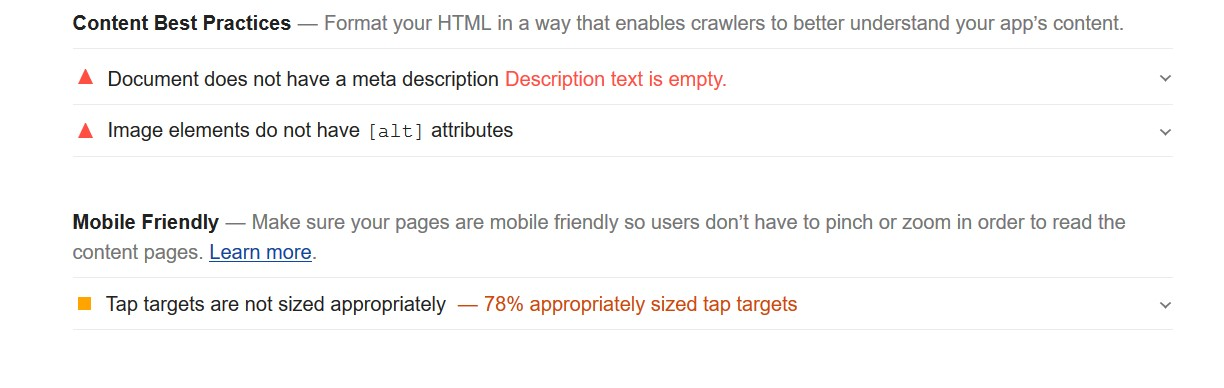 Content Best Practices — Format your HTML in a way that enables crawlers to better understand your app’s content.
Document does not have a meta description Description text is empty.
Image elements do not have [alt] attributes
Mobile Friendly — Make sure your pages are mobile friendly so users don’t have to pinch or zoom in order to read the
content pages. Learn more.
Tap targets are not sized appropriately — 78% appropriately sized tap targets